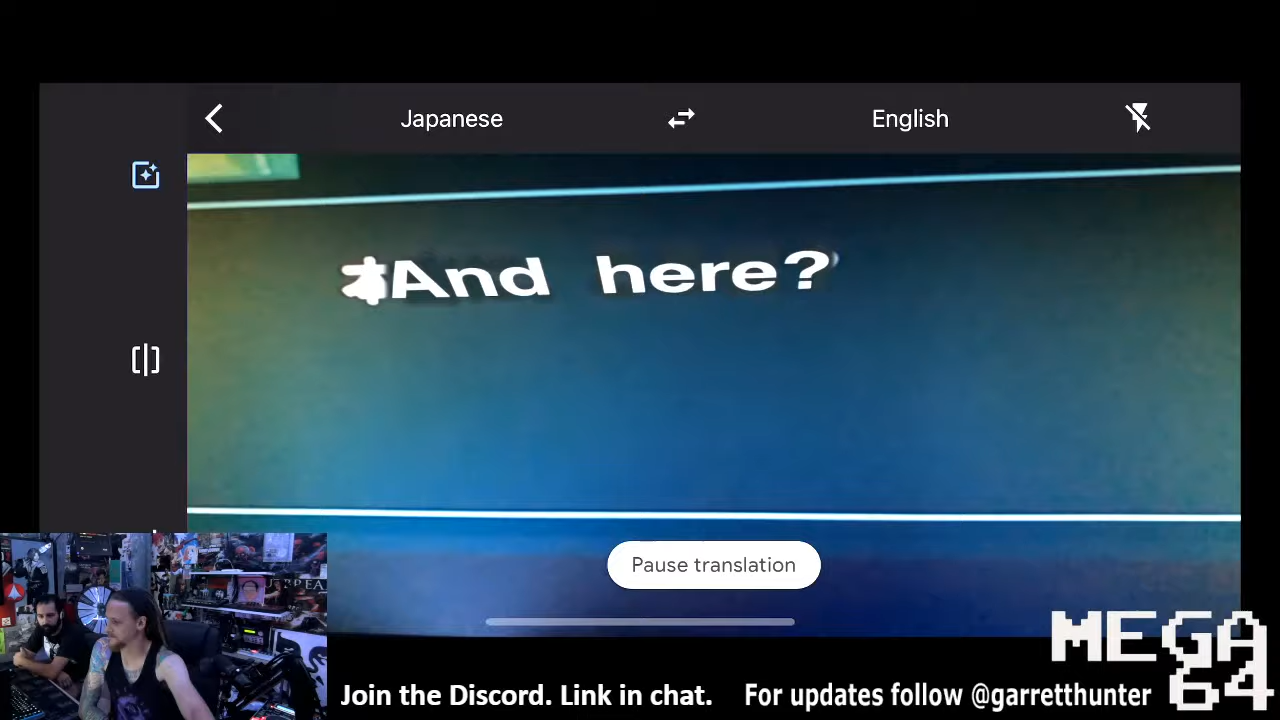 Japanese
English
And here?
Pause translation
MEGA
64
Join the Discord. Link in chat.
For updates follow @garretthunter